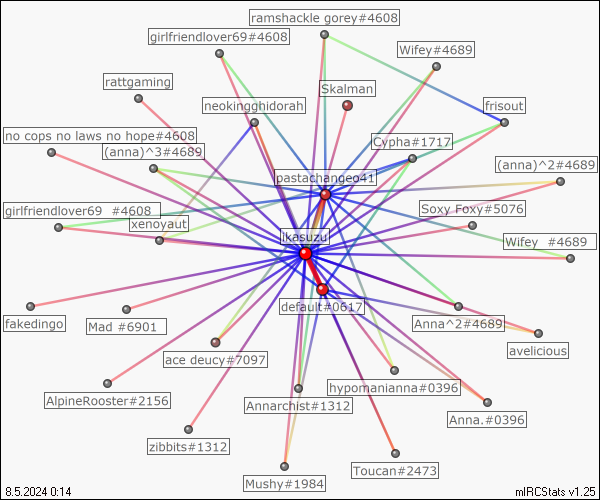 ramshackle gorey#4608
girlfriendlover69#4608
Wifey#4689
rattgaming
Skalman
neokingghidorah
frisout
no cops no laws no hope#4608
Cypha#1717
(anna)^3#4689
(anna)^2#4689
pastachangeo41
girlfriendlover69 #4608
Soxy Foxy#5076
xenoyaut
ikasuzu
Wifey #4689
default#0617
fakedingo
Mad #6901
Anna^2#4689
avelicious
ace deucy#7097
hypomanianna#0396
AlpineRooster#2156
Annarchist#1312
Anna.#0396
zibbits#1312
Toucan#2473
Mushy#1984
8.5.2024 0:14
mIRCStats v1.25